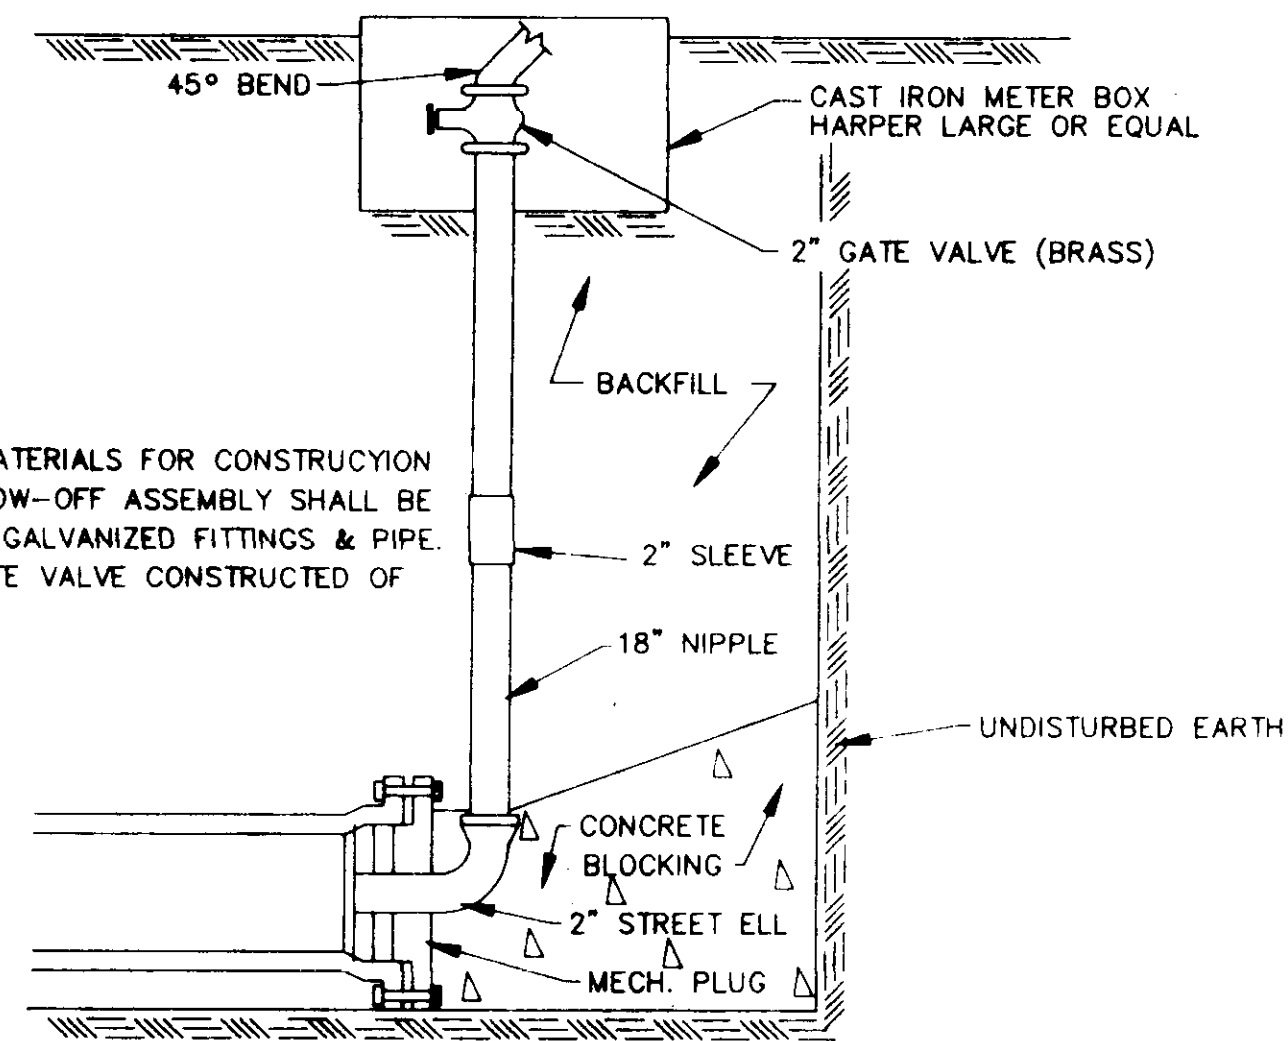 45° BEND
CAST IRON METER BOX
HARPER LARGE OR EQUAL
2" GATE VALVE (BRASS)
BACKFILL
ATERIALS FOR CONSTRUCYION
OW-OFF ASSEMBLY SHALL BE
GALVANIZED FITTINGS & PIPE.
TE VALVE CONSTRUCTED OF
2" SLEEVE
18" NIPPLE
UNDISTURBED EARTH
CONCRETE
BLOCKING
2" STREET ELL
MECH. PLUG